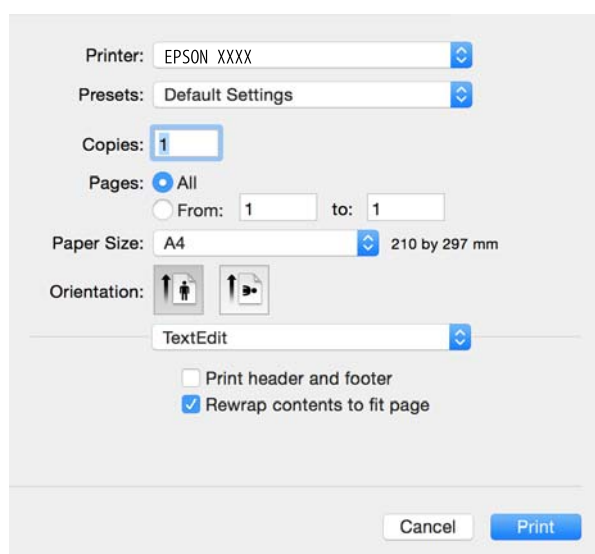 Printer: EPSON XXXX
Presets: Default Settings
Copies: 1
Pages: All
From: 1 to: 1
Paper Size: A4 210 by 297 mm
Orientation:
TextEdit
Print header and footer
Rewrap contents to fit page
Cancel Print